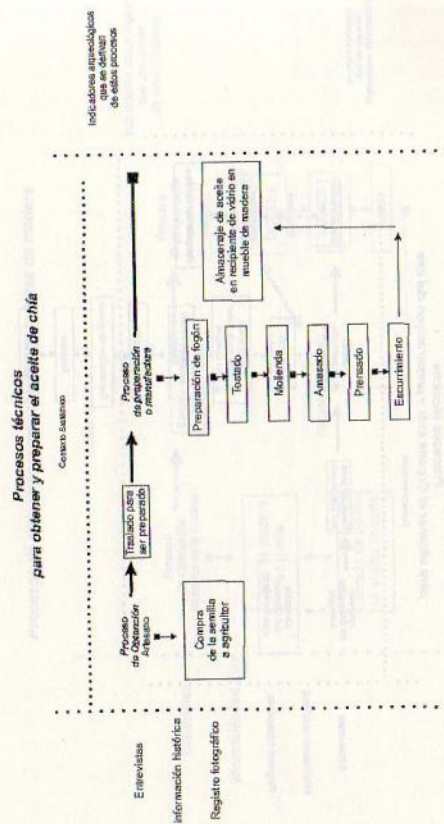 Procesos técnicos
para obtener y preparar el aceite de chía
Contexto Sistémico
Indicadores arqueológicos
que se derivan
de estos procesos
Entrevistas
Información histórica
Registro fotográfico
Proceso
de Obtención
Artesano
Traslado para
ser preparado
Proceso
de preparación
o manufactura
Compra
de la semilla
a agricultor
Preparación de fogón
Tostado
Molienda
Amasado
Prensado
Escurrimiento
Almacenaje de aceite
en recipiente de vidrio en
mueble de madera